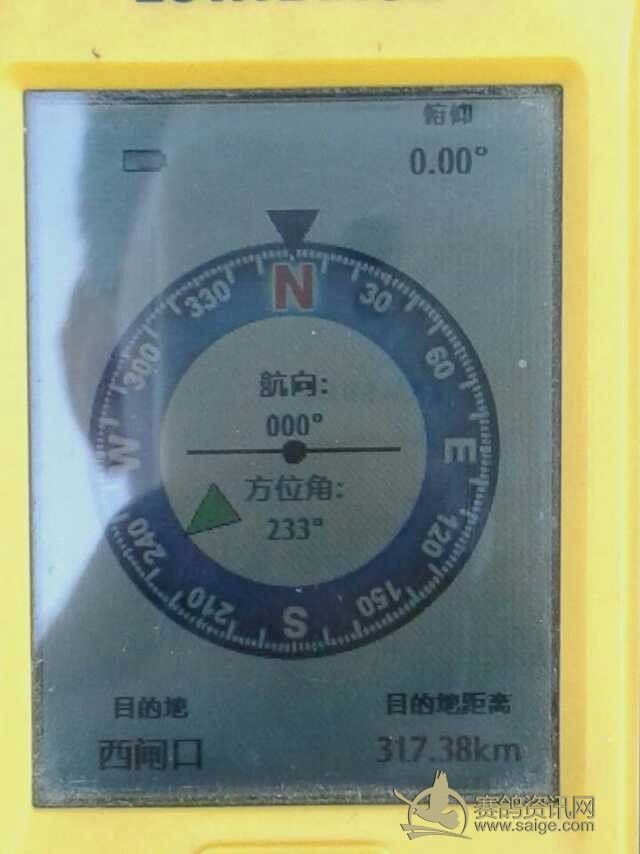 俯仰
0.00°
N
30
60
E
120
150
S
210
240
W
300
330
航向:
000°
方位角:
233°
目的地
西闸口
目的地距离
317.38km
赛鸽资讯网
www.saige.com